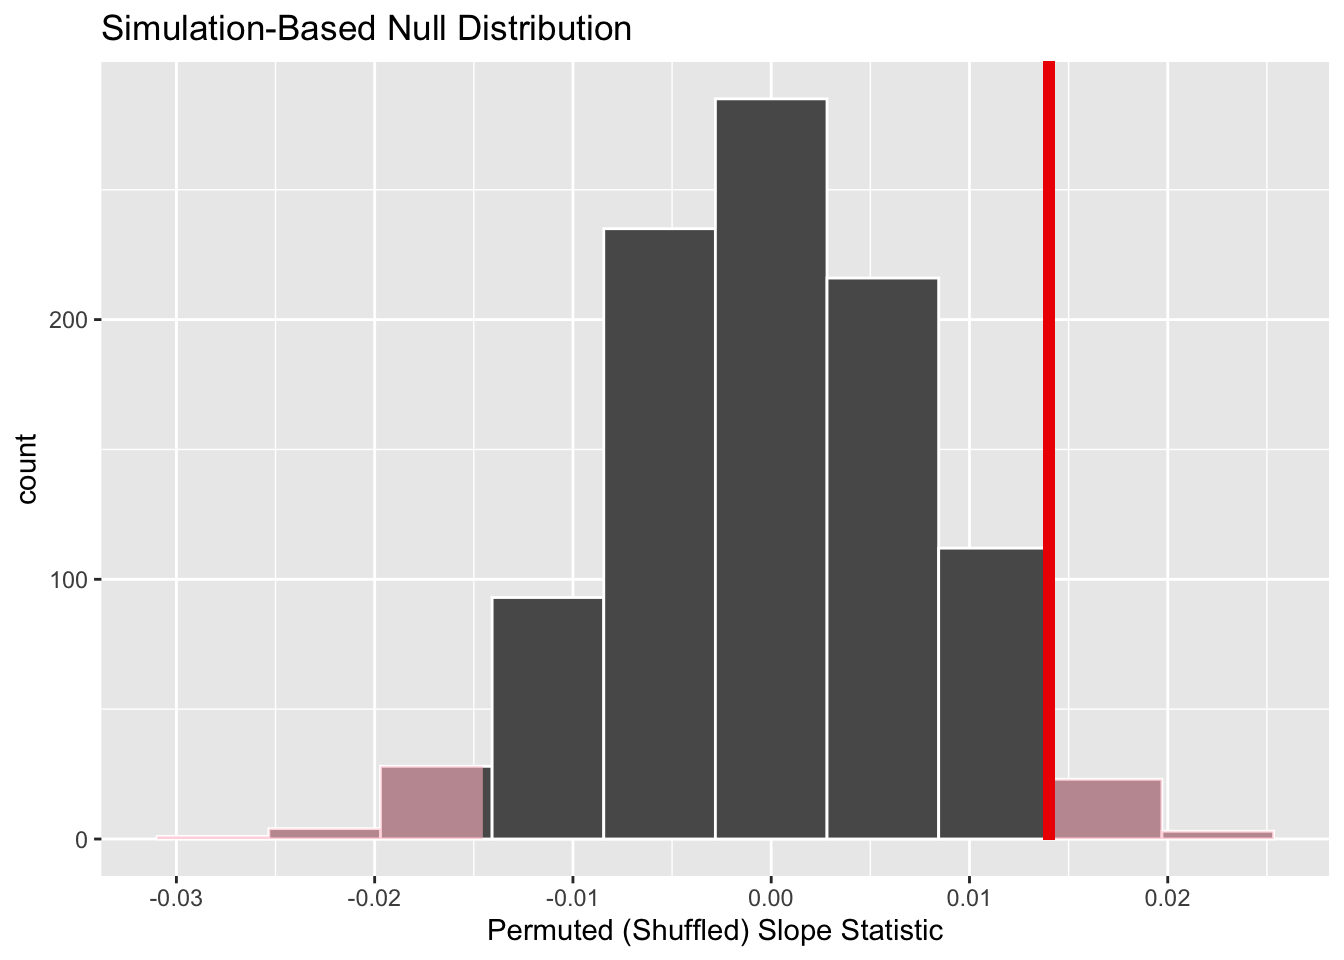 Simulation-Based Null Distribution
count
200
100
0
-0.03 -0.02 -0.01 0.00 0.01 0.02
Permuted (Shuffled) Slope Statistic